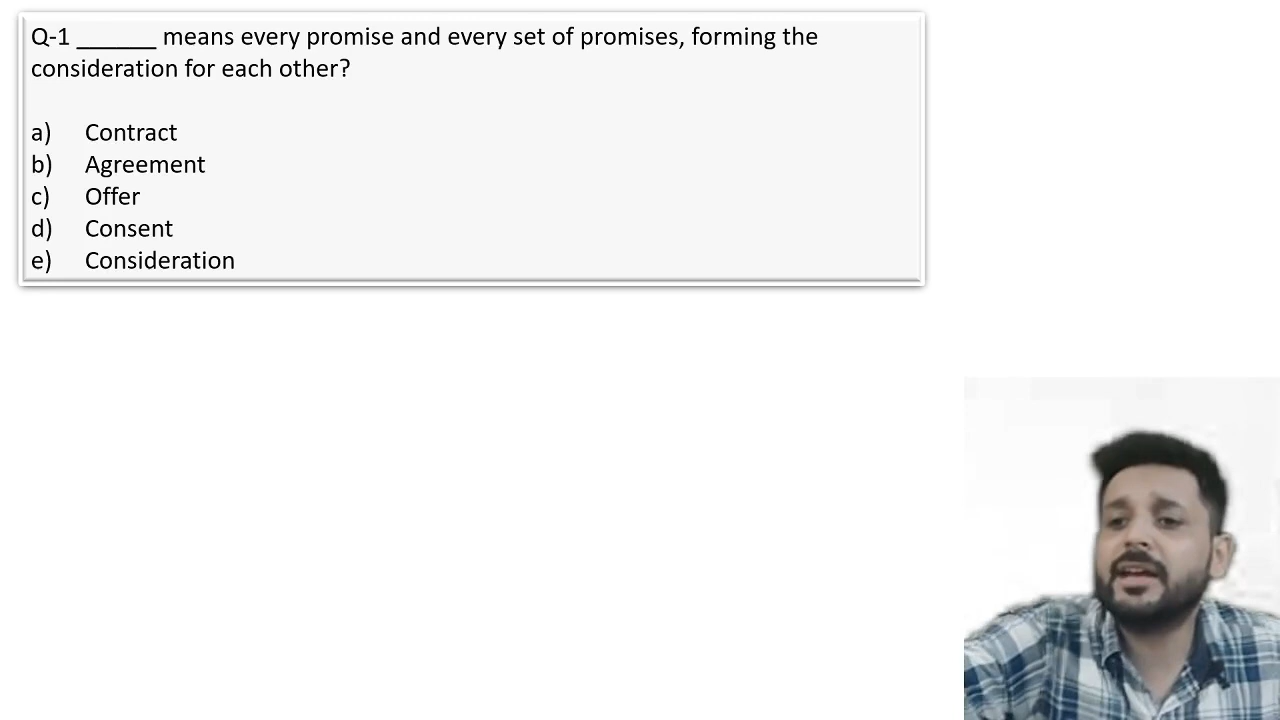 Q-1 ______ means every promise and every set of promises, forming the
consideration for each other?
a) Contract
b) Agreement
c) Offer
d) Consent
e) Consideration